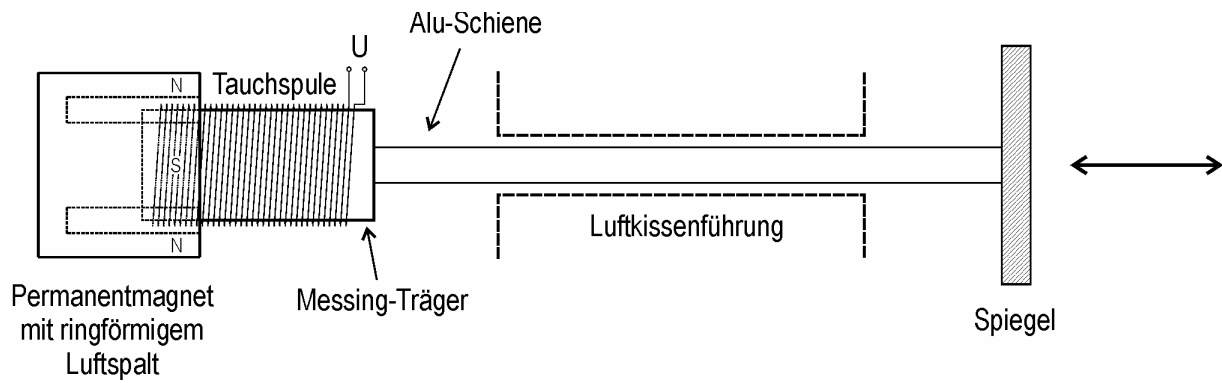 Alu-Schiene
U
Tauchspule
N
S
N
Luftkissenführung
Messing-Träger
Permanentmagnet
mit ringförmigem
Luftspalt
Spiegel